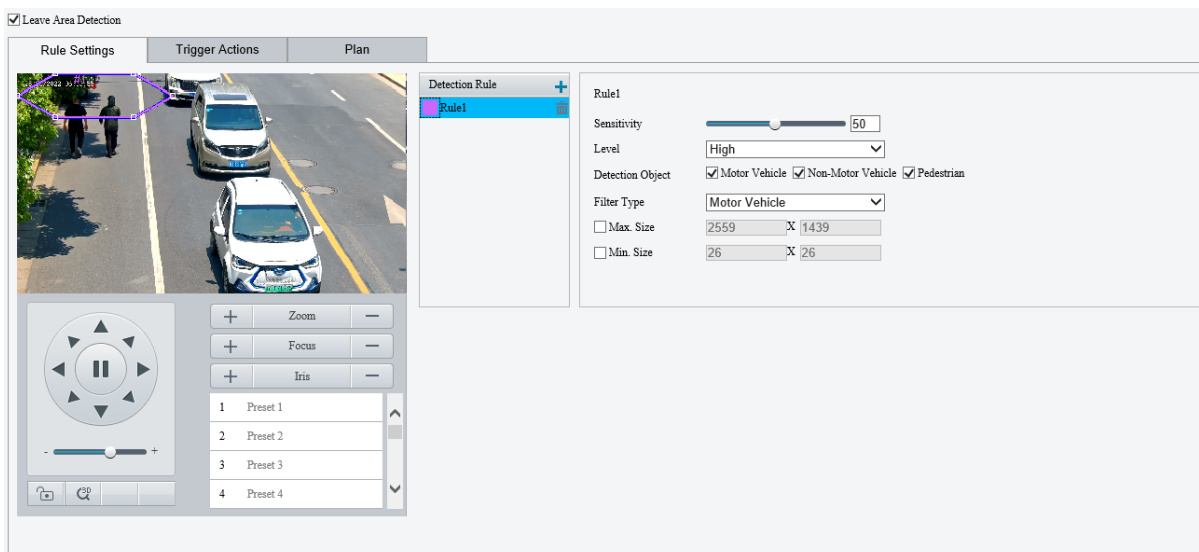 Leave Area Detection
Rule Settings Trigger Actions Plan
Detection Rule
Rule1
Rule1
Sensitivity 50
Level High
Detection Object Motor Vehicle Non-Motor Vehicle Pedestrian
Filter Type Motor Vehicle
Max. Size 2559 X 1439
Min. Size 26 X 26
+ Zoom —
+ Focus —
+ Iris —
1 Preset 1
2 Preset 2
3 Preset 3
4 Preset 4
- +
3D